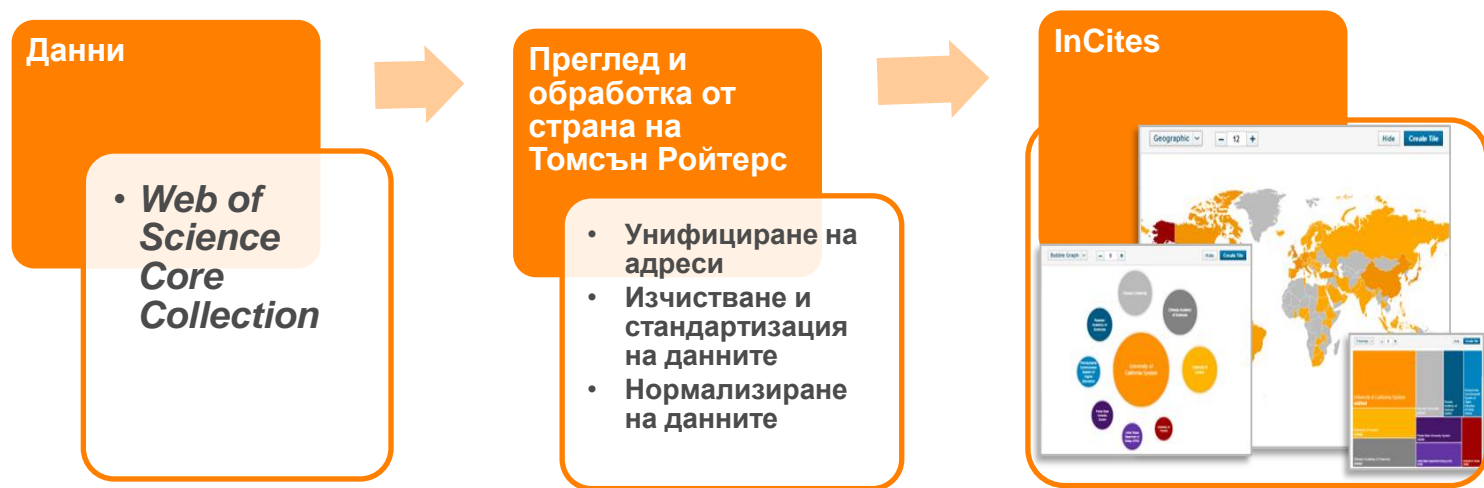 Данни
• Web of
Science
Core
Collection
Преглед и
обработка от
страна на
Томсън Ройтерс
• Унифициране на
адреси
• Изчистване и
стандартизация
на данните
• Нормализиране
на данните
InCites
Geographic
− 12 +
Hide
Create Tile
Bubble Graph
Hide
Create Tile
University of
California System